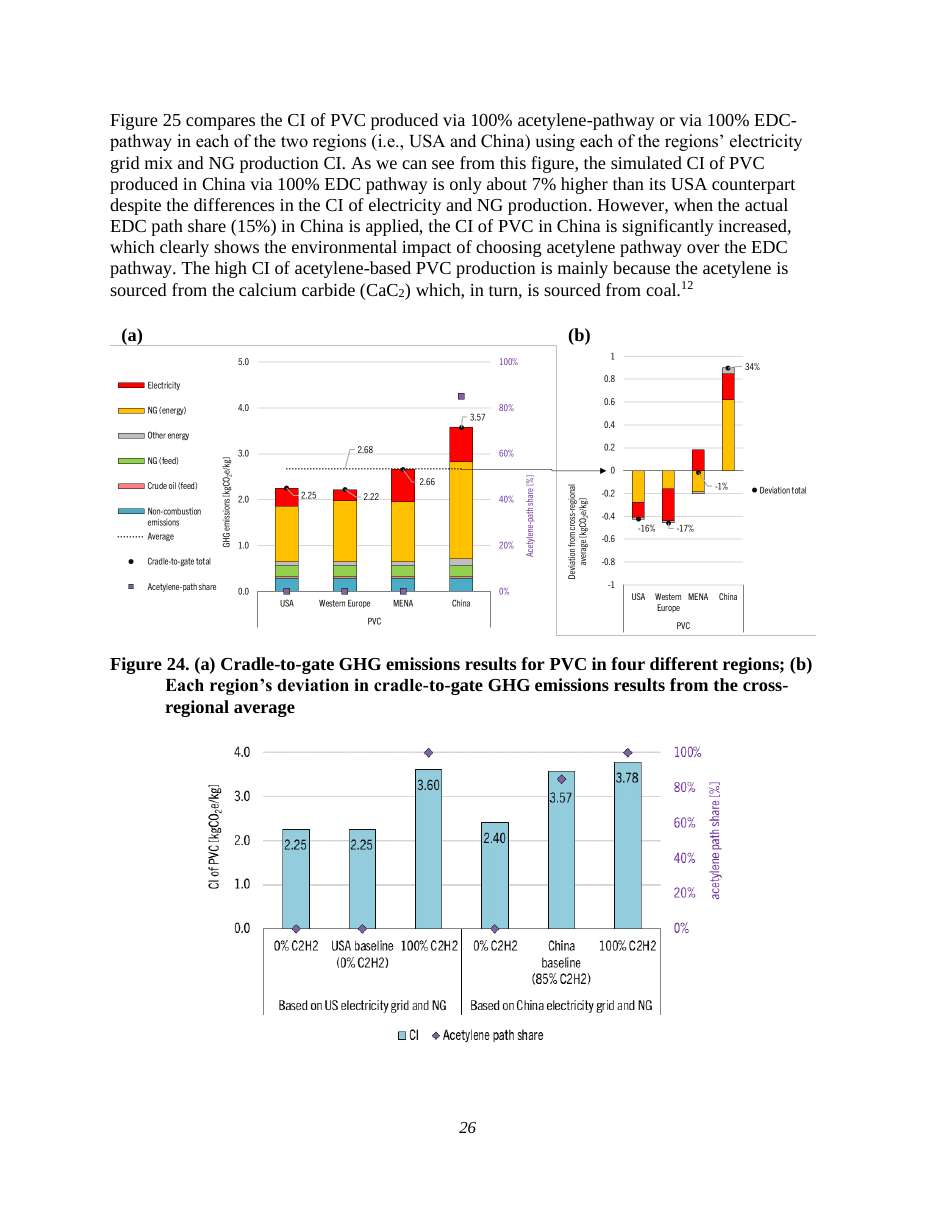 Figure 25 compares the CI of PVC produced via 100% acetylene-pathway or via 100% EDC-
pathway in each of the two regions (i.e., USA and China) using each of the regions’ electricity
grid mix and NG production CI. As we can see from this figure, the simulated CI of PVC
produced in China via 100% EDC pathway is only about 7% higher than its USA counterpart
despite the differences in the CI of electricity and NG production. However, when the actual
EDC path share (15%) in China is applied, the CI of PVC in China is significantly increased,
which clearly shows the environmental impact of choosing acetylene pathway over the EDC
pathway. The high CI of acetylene-based PVC production is mainly because the acetylene is
sourced from the calcium carbide (CaC2) which, in turn, is sourced from coal.12
(a)
Electricity
NG (energy)
Other energy
NG (feed)
Crude oil (feed)
Non-combustion
emissions
Average
Cradle-to-gate total
Acetylene-path share
GHG emissions [kgCO2e/kg]
5.0
4.0
3.0
2.0
1.0
0.0
2.25
2.22
2.68
2.66
3.57
100%
80%
60%
40%
20%
0%
Acetylene-path share [%]
USA
Western Europe
MENA
China
PVC
(b)
Deviation from cross-regional
average [kgCO2e/kg]
1
0.8
0.6
0.4
0.2
0
-0.2
-0.4
-0.6
-0.8
-1
-16%
-17%
-1%
34%
Deviation total
USA
Western
Europe
MENA
China
PVC
Figure 24. (a) Cradle-to-gate GHG emissions results for PVC in four different regions; (b)
Each region’s deviation in cradle-to-gate GHG emissions results from the cross-
regional average
CI of PVC [kgCO2e/kg]
4.0
3.0
2.0
1.0
0.0
2.25
2.25
3.60
2.40
3.57
3.78
100%
80%
60%
40%
20%
0%
acetylene path share [%]
0% C2H2
USA baseline
(0% C2H2)
100% C2H2
0% C2H2
China
baseline
(85% C2H2)
100% C2H2
Based on US electricity grid and NG
Based on China electricity grid and NG
CI
Acetylene path share
26